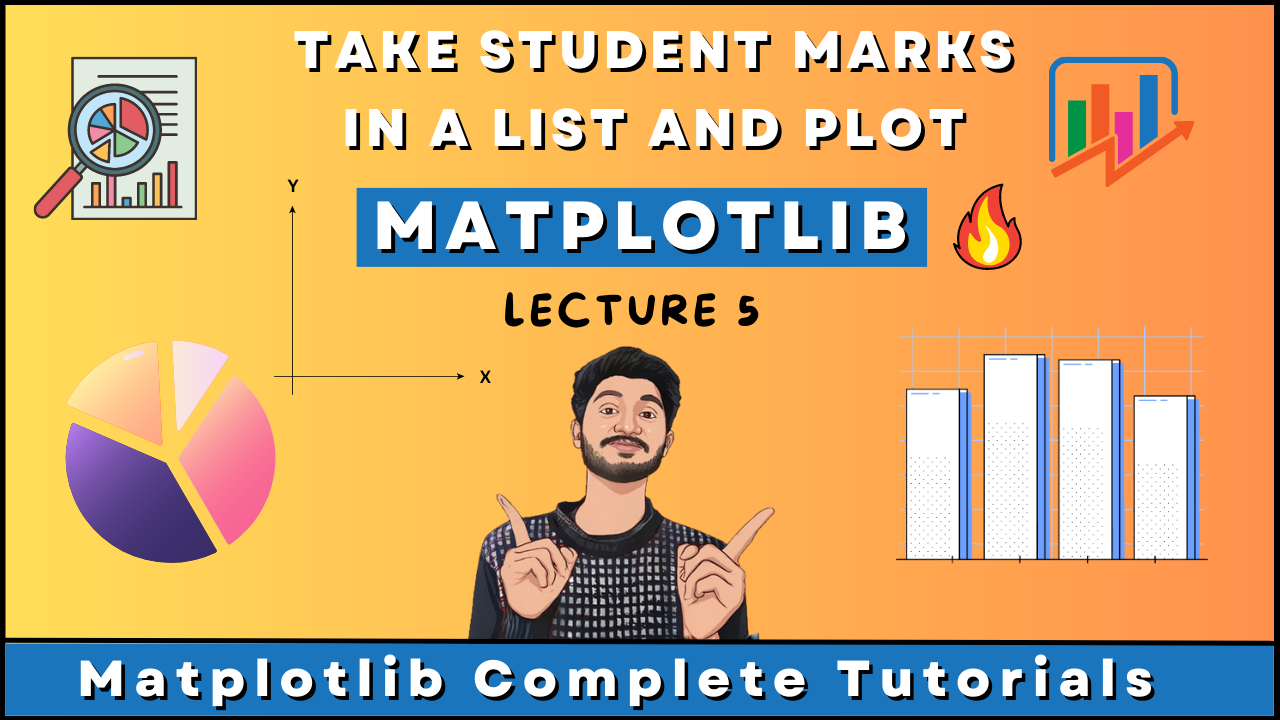 TAKE STUDENT MARKS
IN A LIST AND PLOT
Y
MATPLOTLIB
LECTURE 5
X
Matplotlib Complete Tutorials